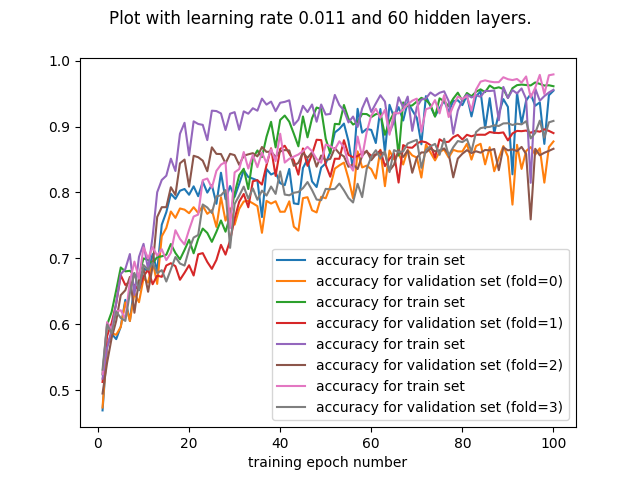 Plot with learning rate 0.011 and 60 hidden layers.
1.0
0.9
0.8
0.7
0.6
0.5
accuracy for train set
accuracy for validation set (fold=0)
accuracy for train set
accuracy for validation set (fold=1)
accuracy for train set
accuracy for validation set (fold=2)
accuracy for train set
accuracy for validation set (fold=3)
0 20 40 60 80 100
training epoch number